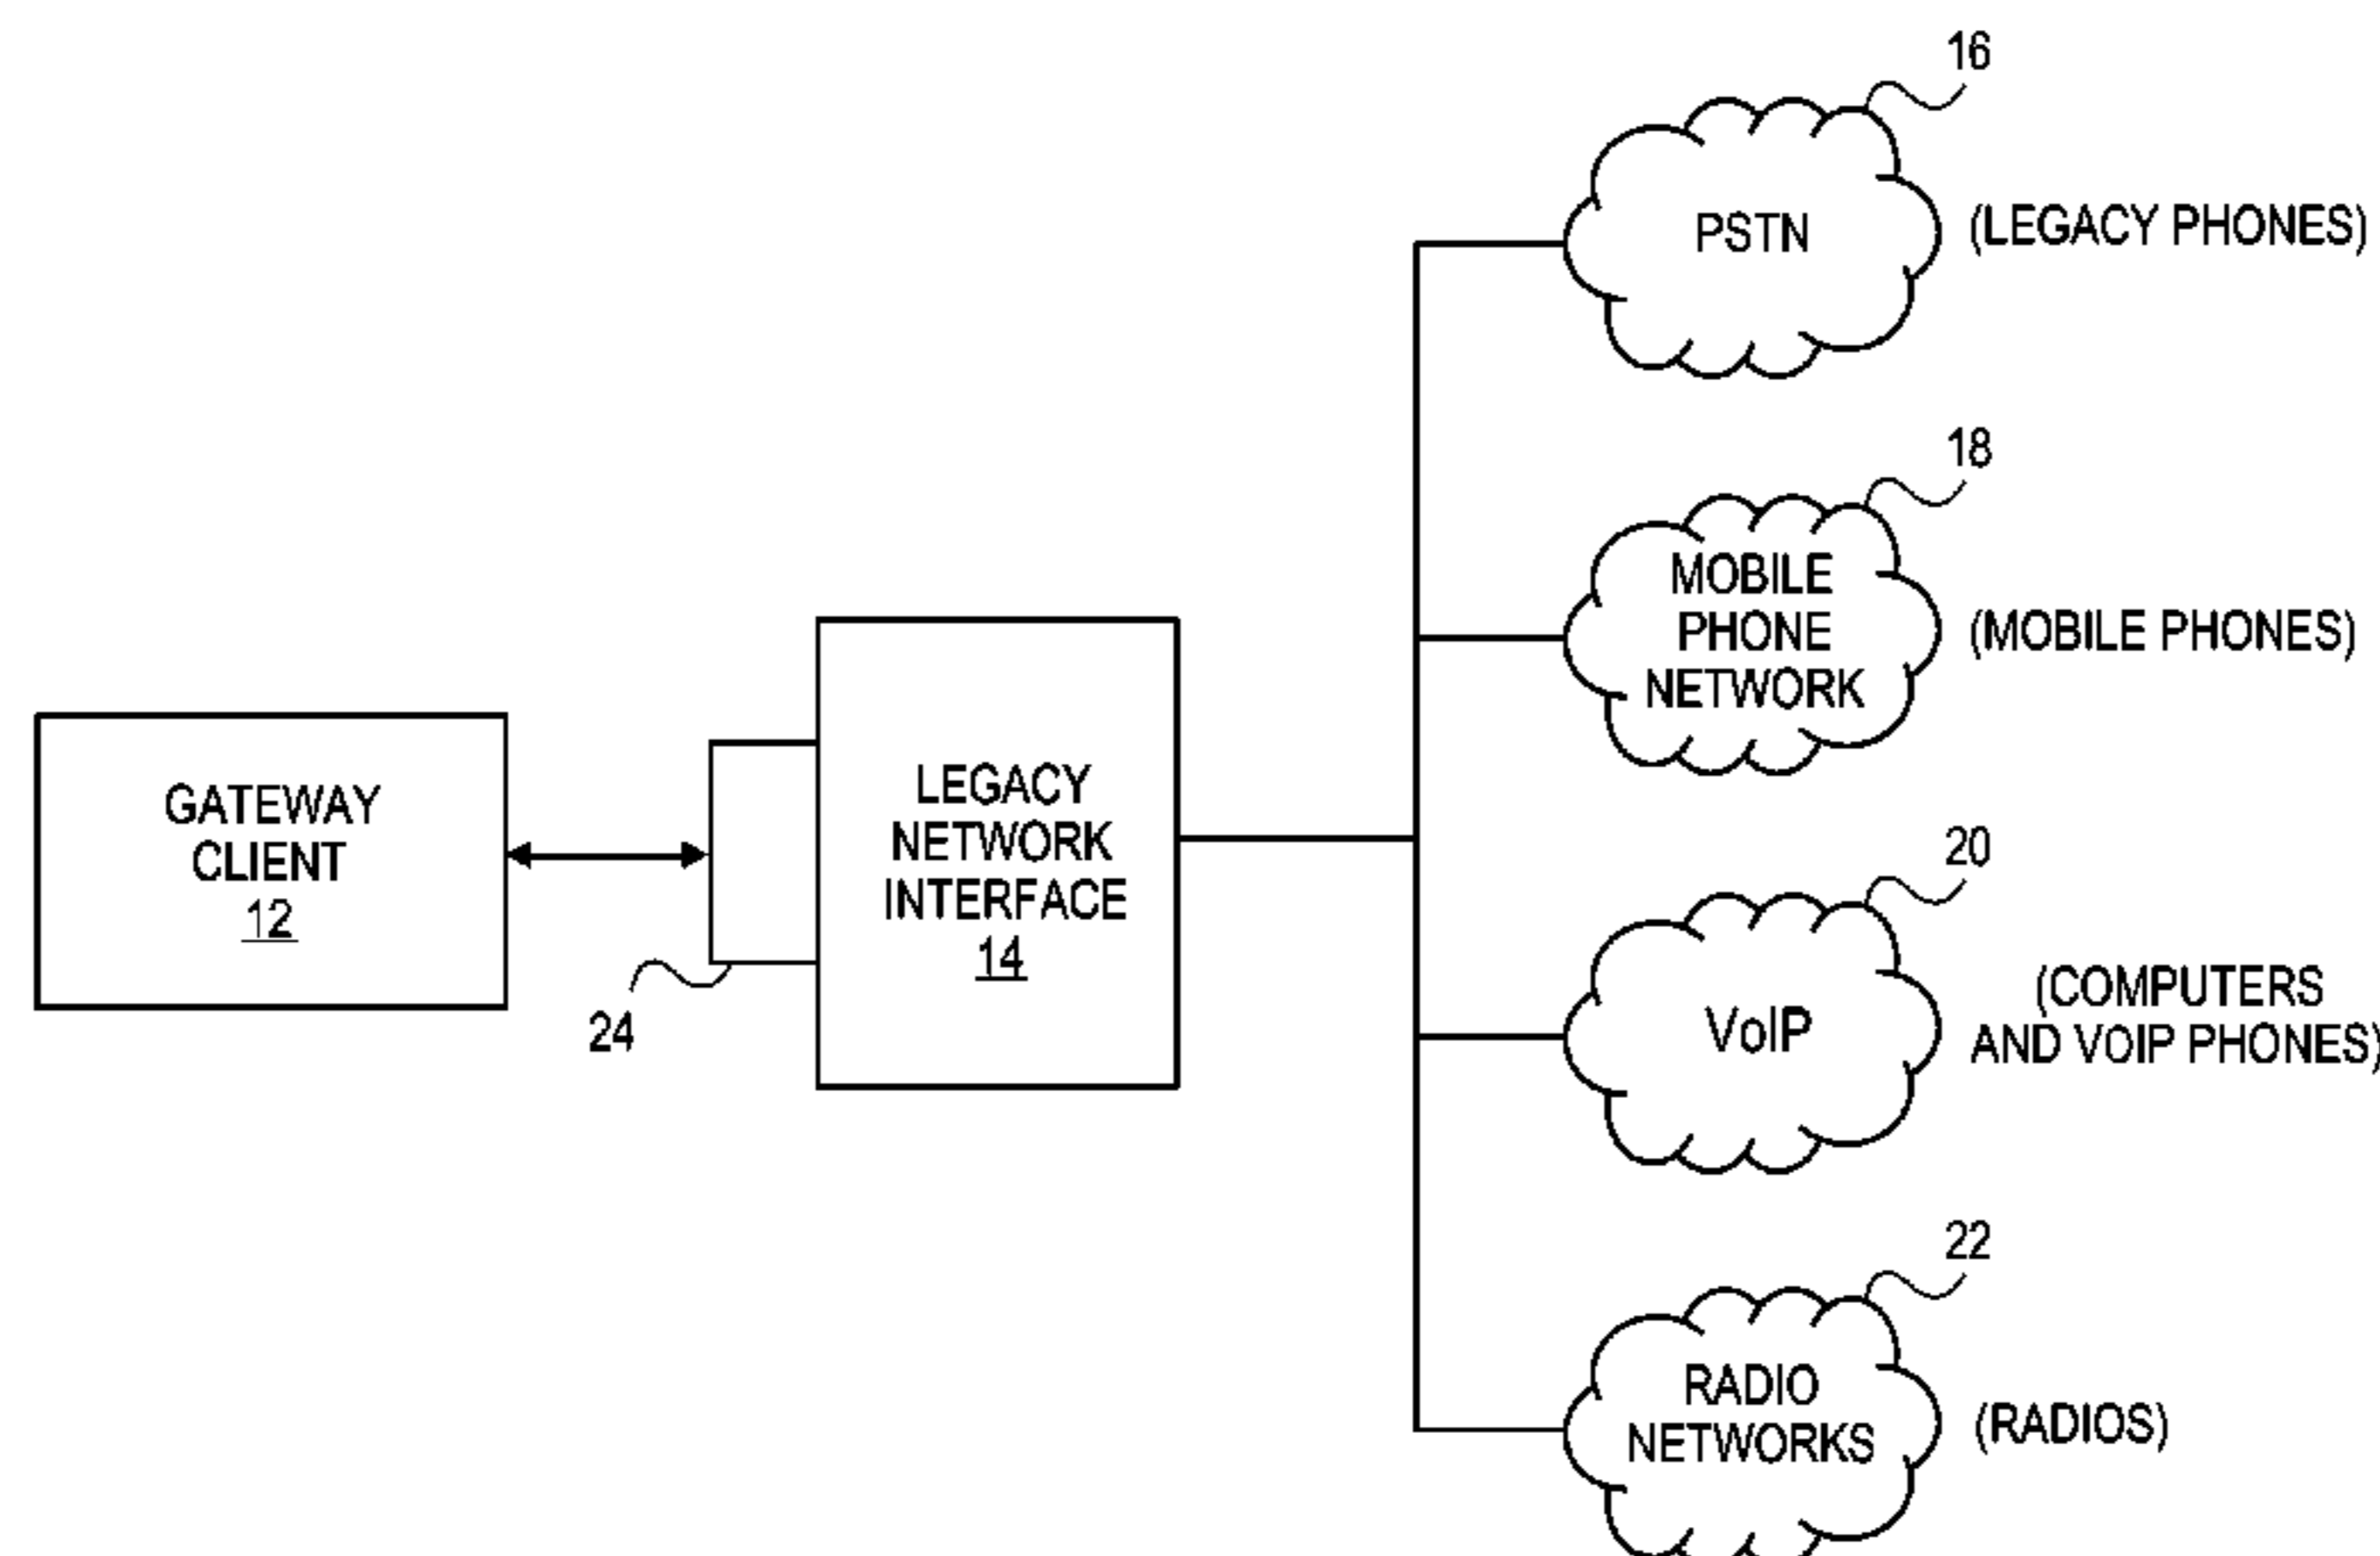 16
PSTN
(LEGACY PHONES)
18
MOBILE
PHONE
NETWORK
(MOBILE PHONES)
GATEWAY
CLIENT
12
24
LEGACY
NETWORK
INTERFACE
14
20
VoIP
(COMPUTERS
AND VOIP PHONES)
22
RADIO
NETWORKS
(RADIOS)